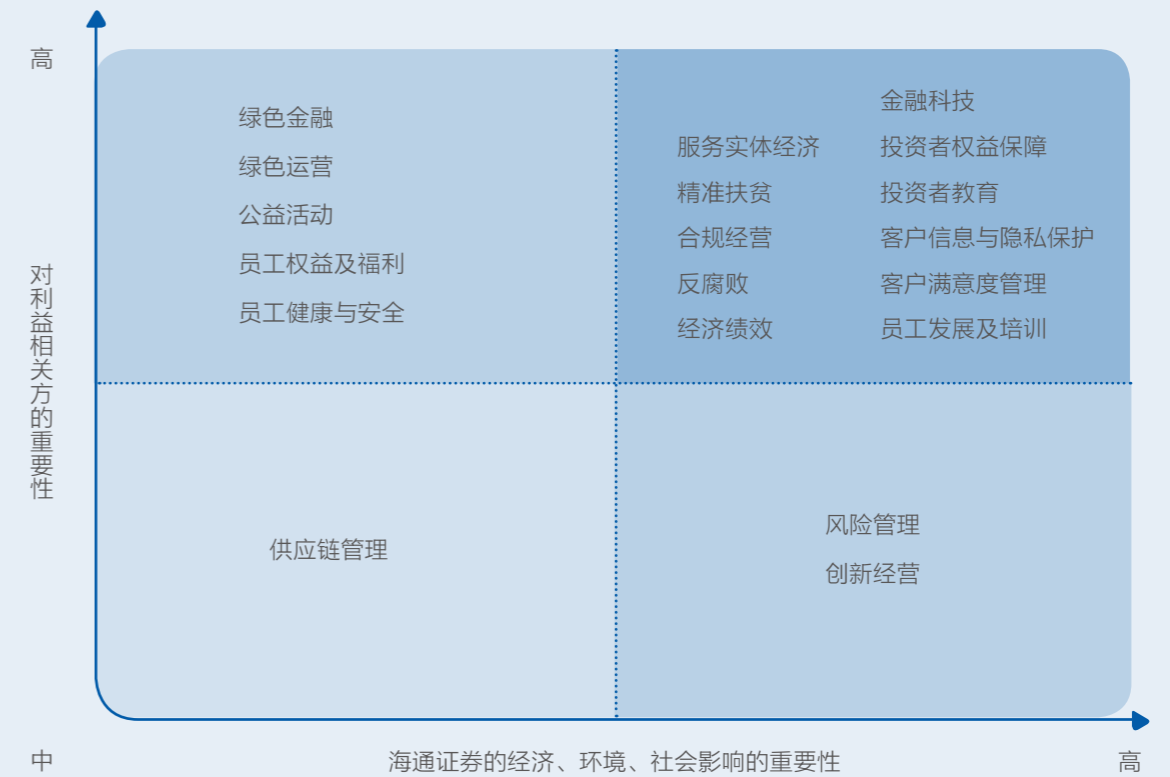 高
对利益相关方的重要性
绿色金融
绿色运营
公益活动
员工权益及福利
员工健康与安全
服务实体经济
精准扶贫
合规经营
反腐败
经济绩效
金融科技
投资者权益保障
投资者教育
客户信息与隐私保护
客户满意度管理
员工发展及培训
供应链管理
风险管理
创新经营
中
海通证券的经济、环境、社会影响的重要性
高